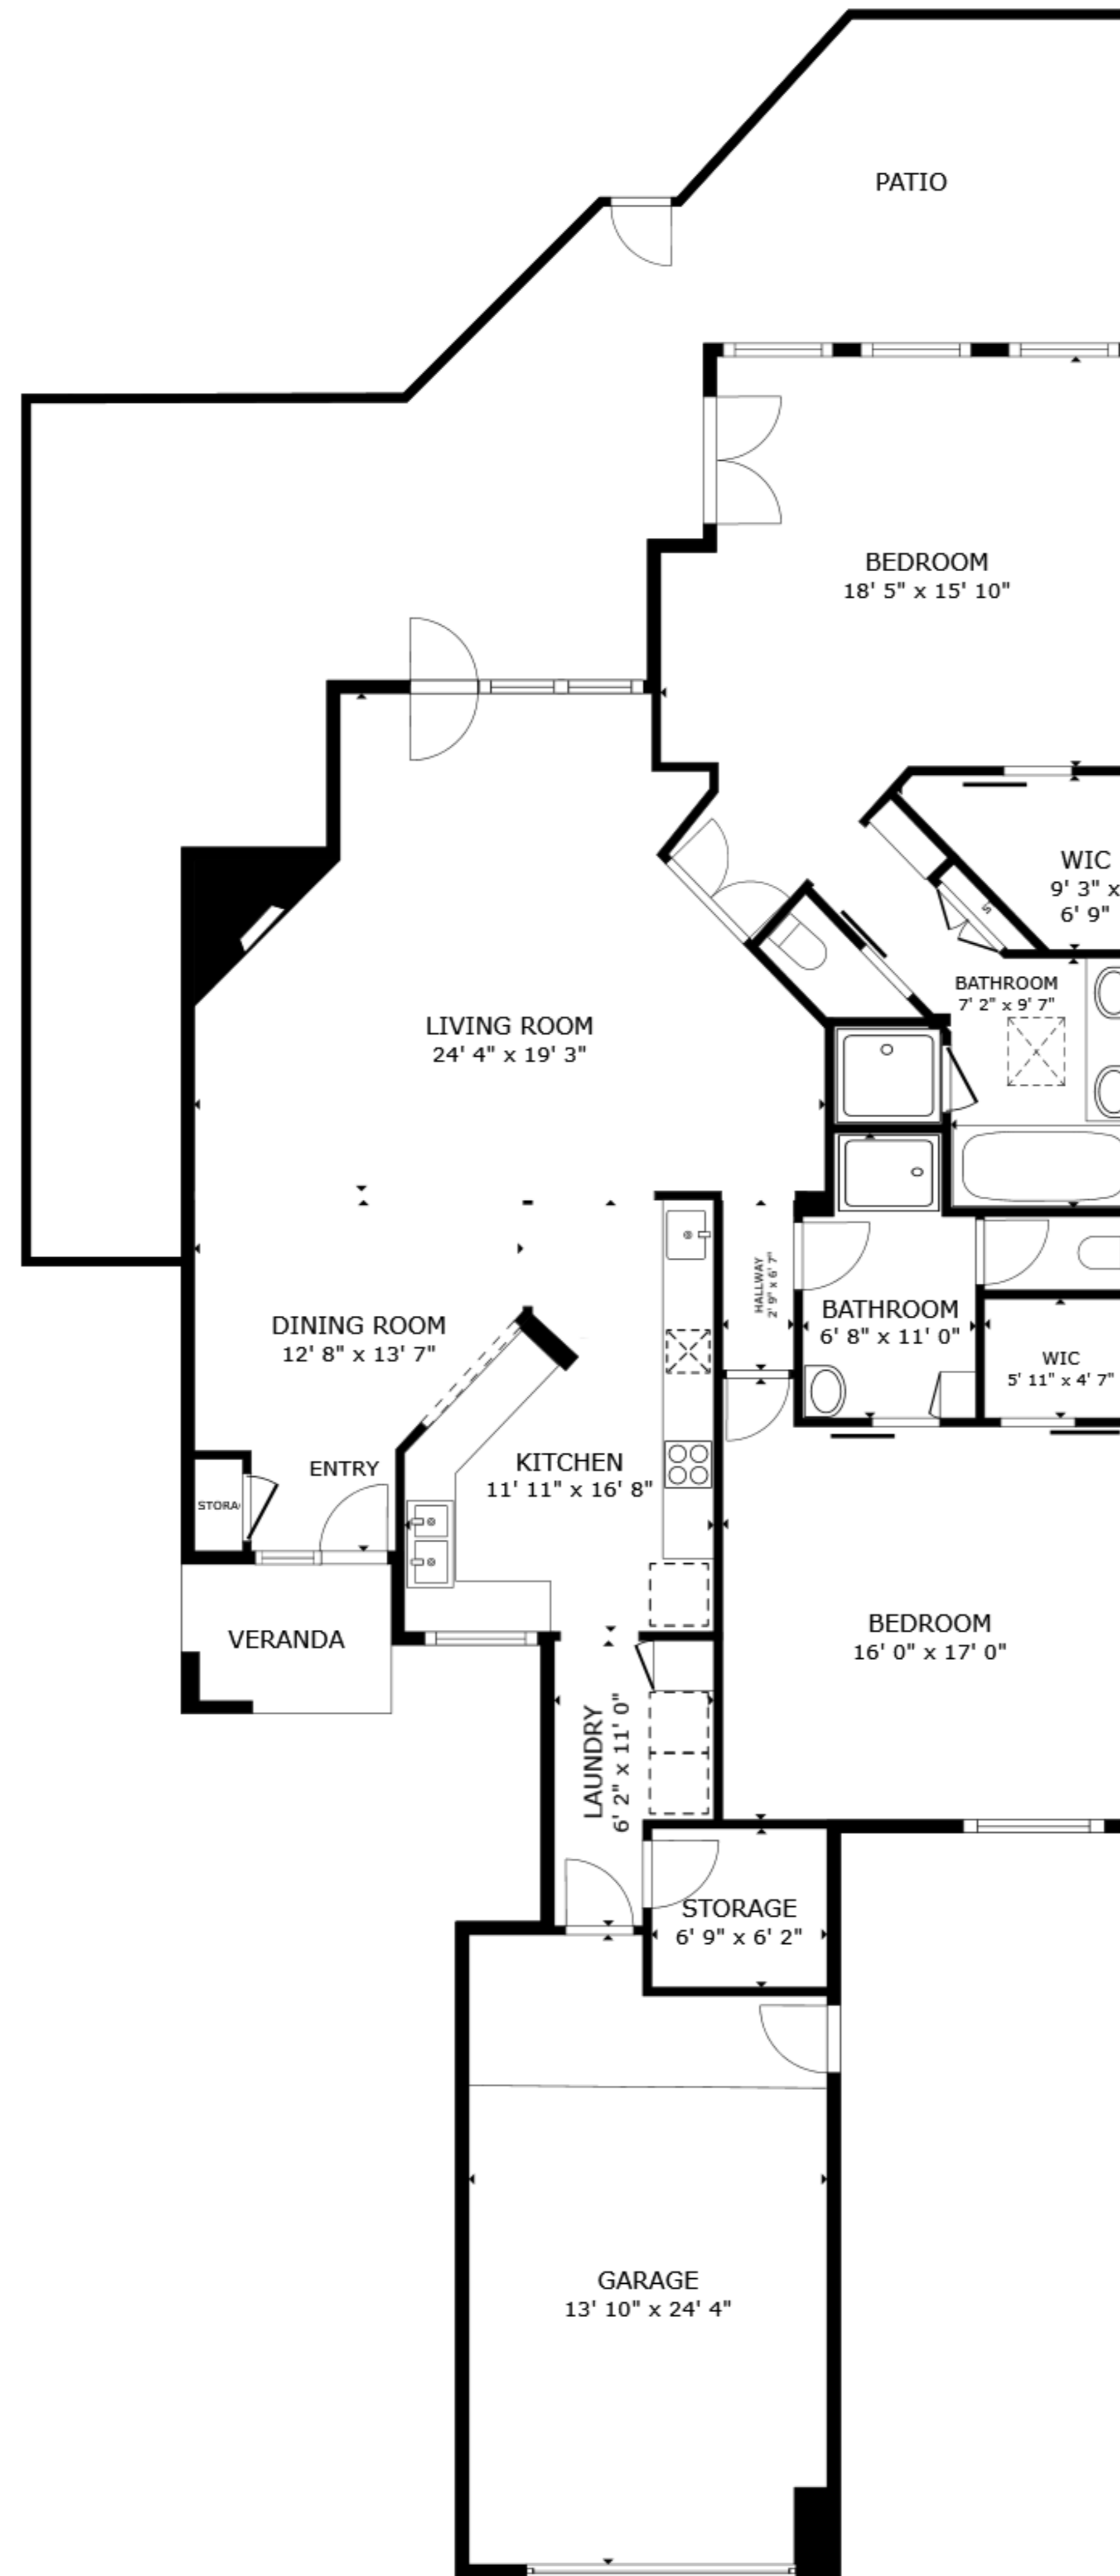 PATIO
BEDROOM
18' 5" x 15' 10"
WIC
9' 3" x
6' 9"
BATHROOM
7' 2" x 9' 7"
S
LIVING ROOM
24' 4" x 19' 3"
HALLWAY
2' 9" x 6' 7"
DINING ROOM
12' 8" x 13' 7"
BATHROOM
6' 8" x 11' 0"
WIC
5' 11" x 4' 7"
ENTRY
KITCHEN
11' 11" x 16' 8"
STORA
VERANDA
BEDROOM
16' 0" x 17' 0"
LAUNDRY
6' 2" x 11' 0"
STORAGE
6' 9" x 6' 2"
GARAGE
13' 10" x 24' 4"